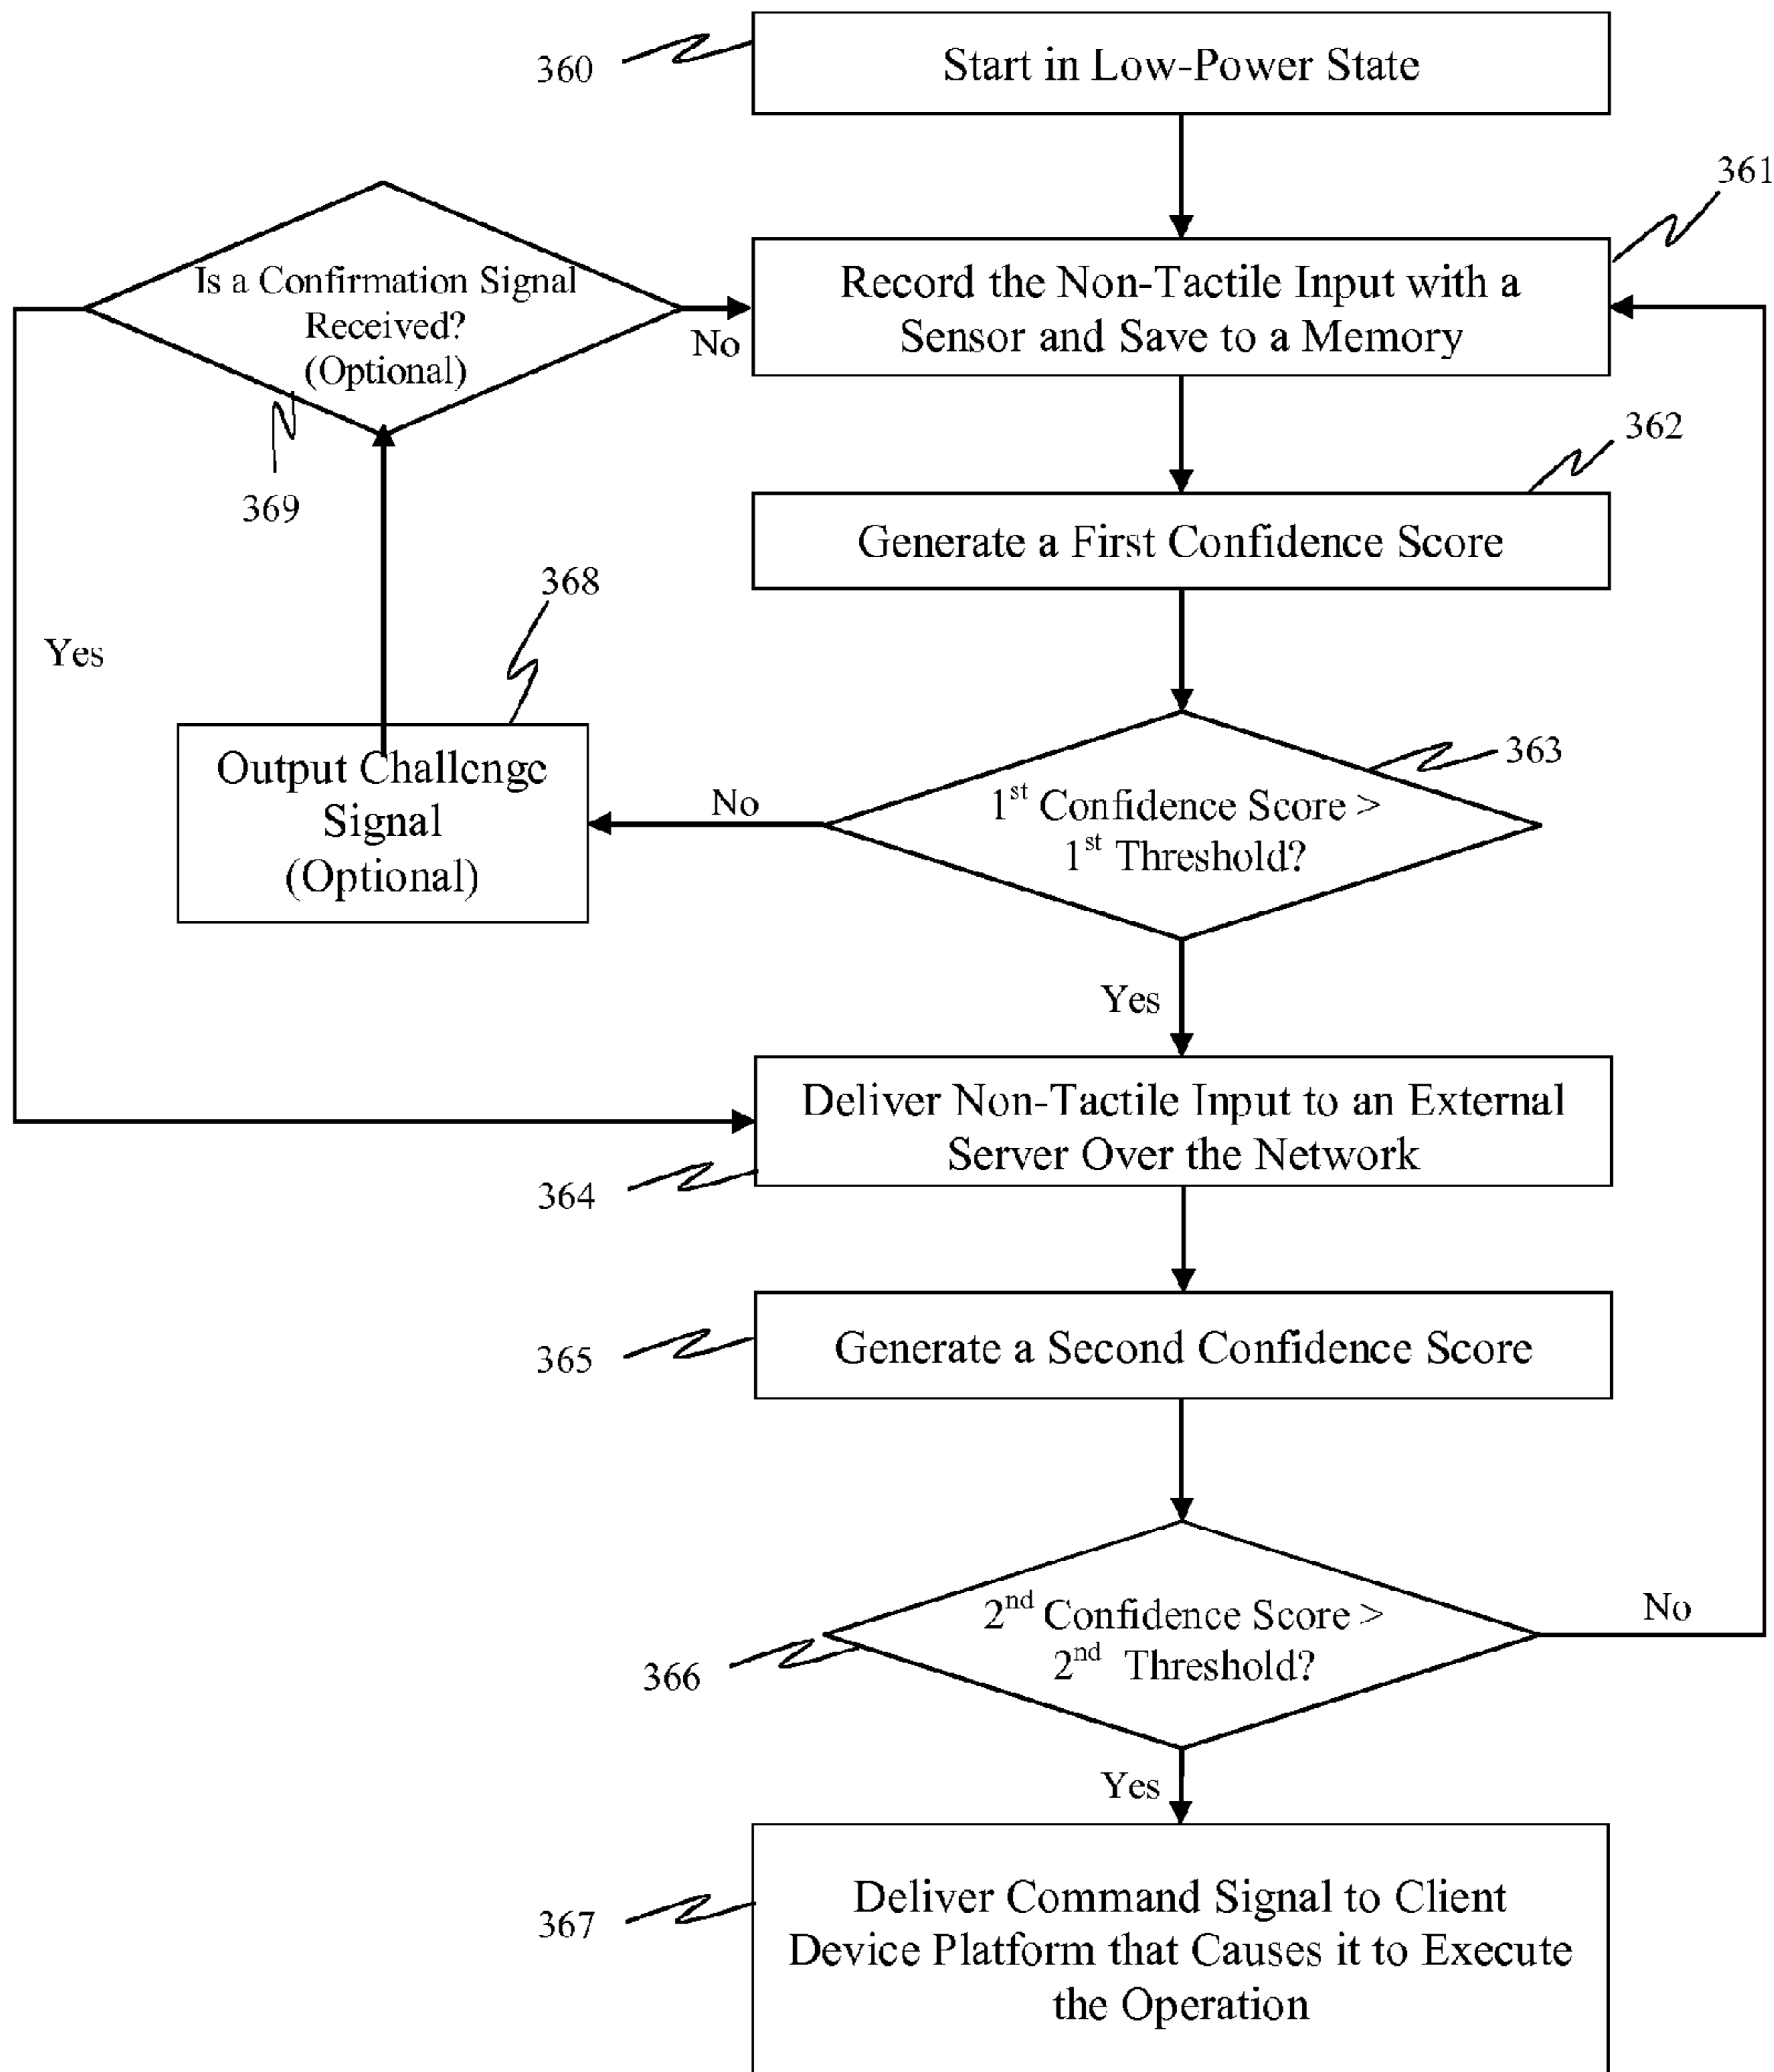 360
Start in Low-Power State
361
Is a Confirmation Signal
Received?
(Optional)
No
Record the Non-Tactile Input with a
Sensor and Save to a Memory
369
362
Generate a First Confidence Score
368
Yes
Output Challenge
Signal
(Optional)
No
363
1st Confidence Score >
1st Threshold?
Yes
Deliver Non-Tactile Input to an External
Server Over the Network
364
365
Generate a Second Confidence Score
2nd Confidence Score >
2nd Threshold?
No
366
Yes
367
Deliver Command Signal to Client
Device Platform that Causes it to Execute
the Operation